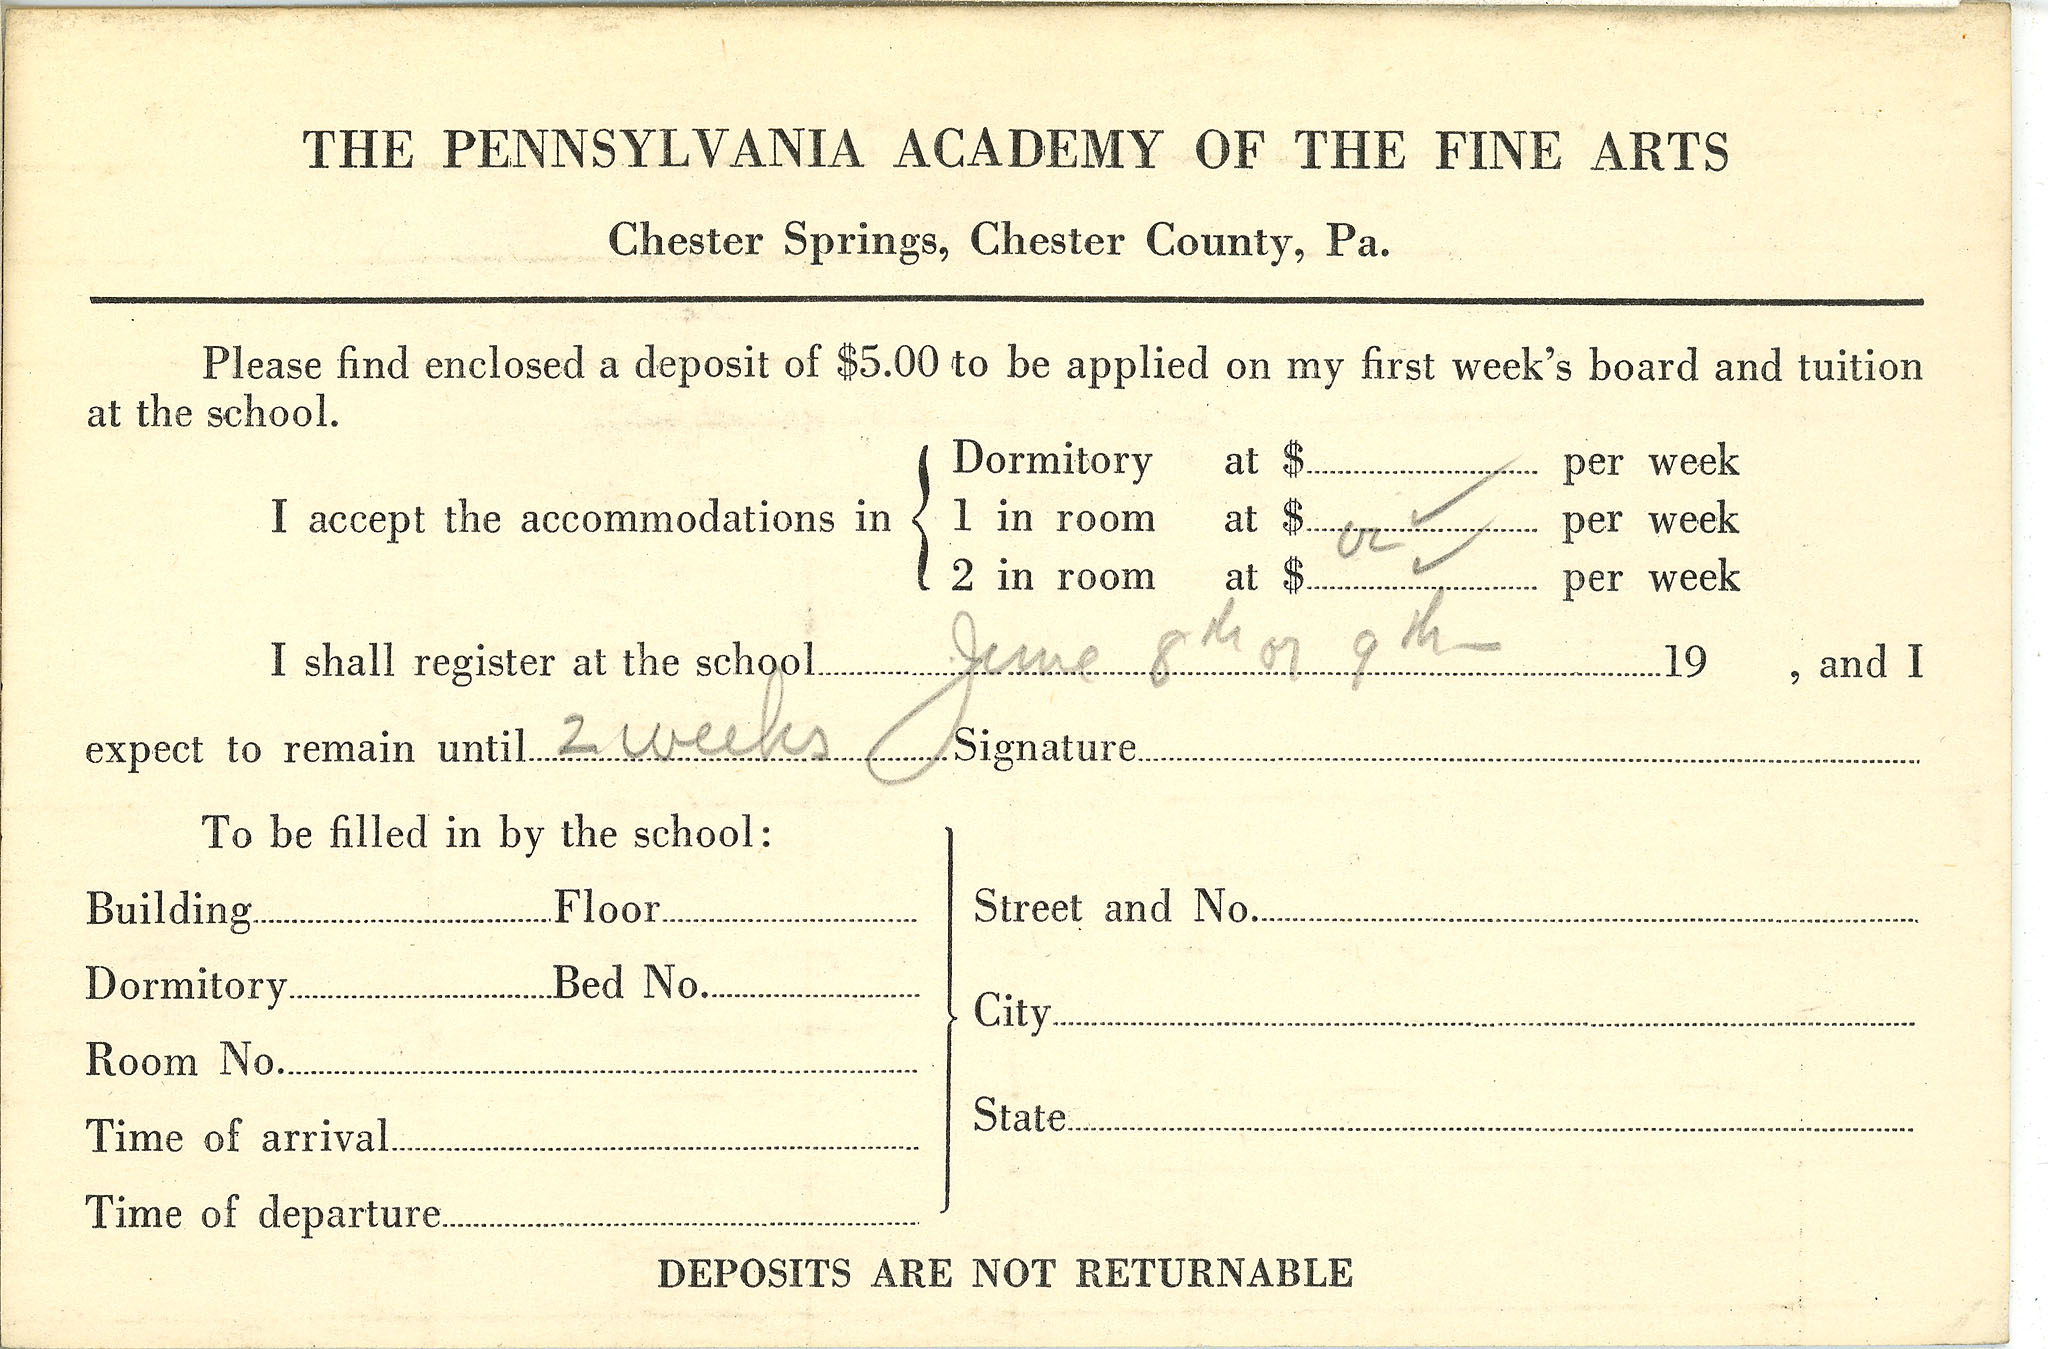 THE PENNSYLVANIA ACADEMY OF THE FINE ARTS
Chester Springs, Chester County, Pa.
Please find enclosed a deposit of $5.00 to be applied on my first week's board and tuition
at the school.
Dormitory at $ per week
I accept the accommodations in 1 in room at $ ✓ per week
or
2 in room at $ ✓ per week
I shall register at the school June 8th or 9th 19 , and I
expect to remain until 2 weeks Signature
To be filled in by the school:
Building Floor
Dormitory Bed No.
Room No.
Time of arrival
Time of departure
Street and No.
City
State
DEPOSITS ARE NOT RETURNABLE